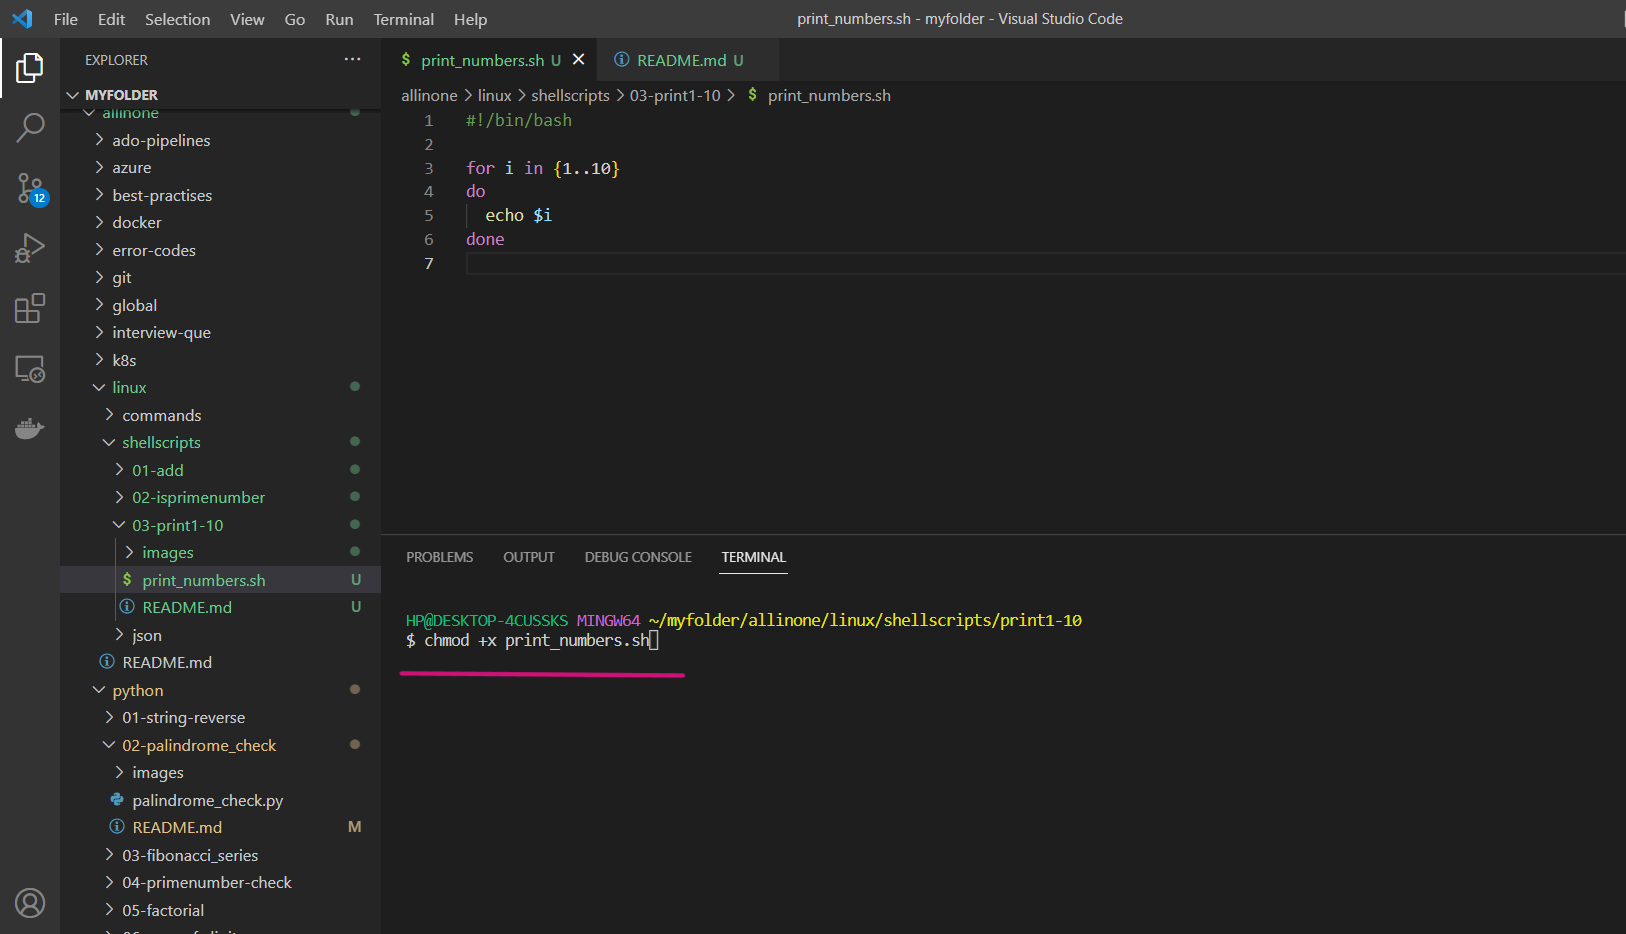 File Edit Selection View Go Run Terminal Help
print_numbers.sh - myfolder - Visual Studio Code
EXPLORER
MYFOLDER
allinone
ado-pipelines
azure
best-practises
docker
error-codes
git
global
interview-que
k8s
linux
commands
shellscripts
01-add
02-isprimenumber
03-print1-10
images
$ print_numbers.sh U
README.md U
json
README.md
python
01-string-reverse
02-palindrome_check
images
palindrome_check.py
README.md M
03-fibonacci_series
04-primenumber-check
05-factorial
12
$ print_numbers.sh U
README.md U
allinone > linux > shellscripts > 03-print1-10 > $ print_numbers.sh
1 #!/bin/bash
2
3 for i in {1..10}
4 do
5 echo $i
6 done
7
PROBLEMS OUTPUT DEBUG CONSOLE TERMINAL
HP@DESKTOP-4CUSSKS MINGW64 ~/myfolder/allinone/linux/shellscripts/print1-10
$ chmod +x print_numbers.sh